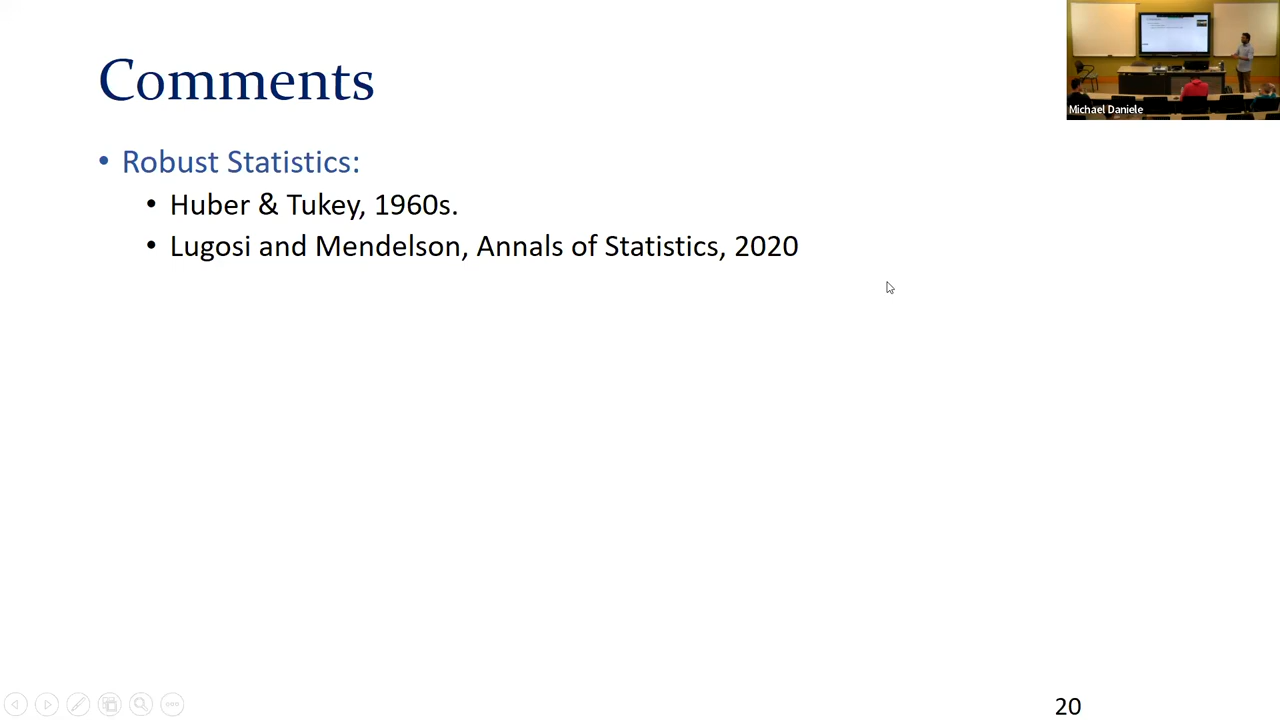 Comments
• Robust Statistics:
• Huber & Tukey, 1960s.
• Lugosi and Mendelson, Annals of Statistics, 2020
Michael Daniele
20